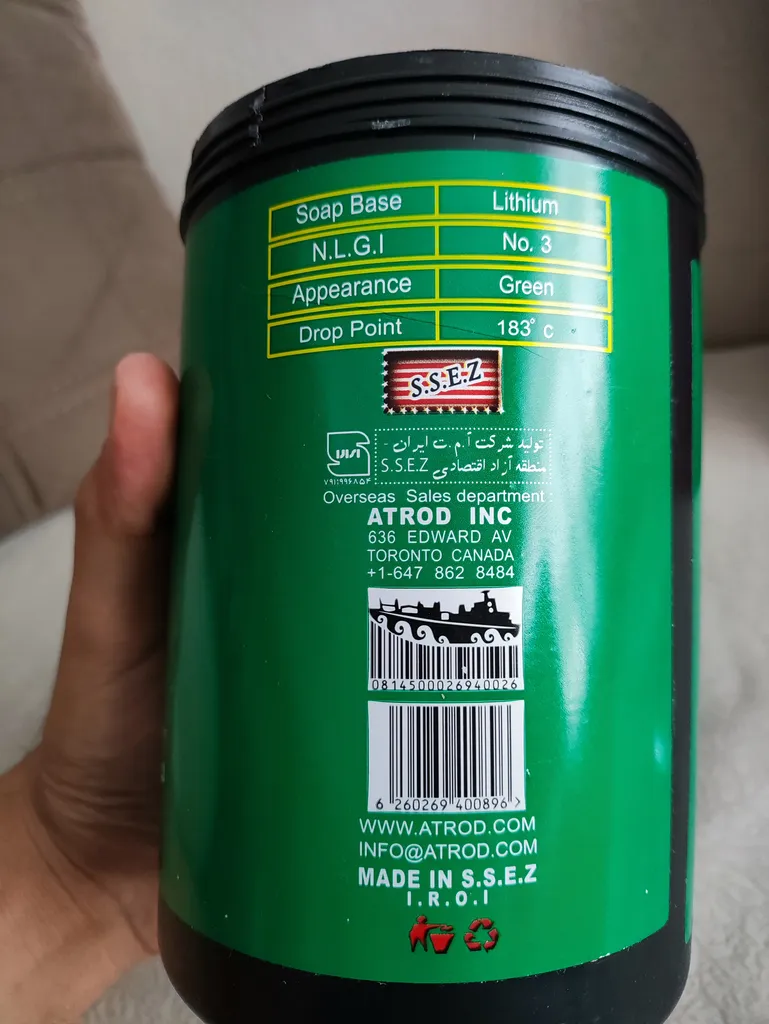 Soap Base Lithium
N.L.G.I No. 3
Appearance Green
Drop Point 183° c
S.S.E.Z
تولید شرکت آ.م.ت ایران -
منطقه آزاد اقتصادی S.S.E.Z
۷۹۱۱۹۹۶۸۵۴
Overseas Sales department :
ATROD INC
636 EDWARD AV
TORONTO CANADA
+1-647 862 8484
0814500026940026
6 260269 400896 >
WWW.ATROD.COM
INFO@ATROD.COM
MADE IN S.S.E.Z
I.R.O.I